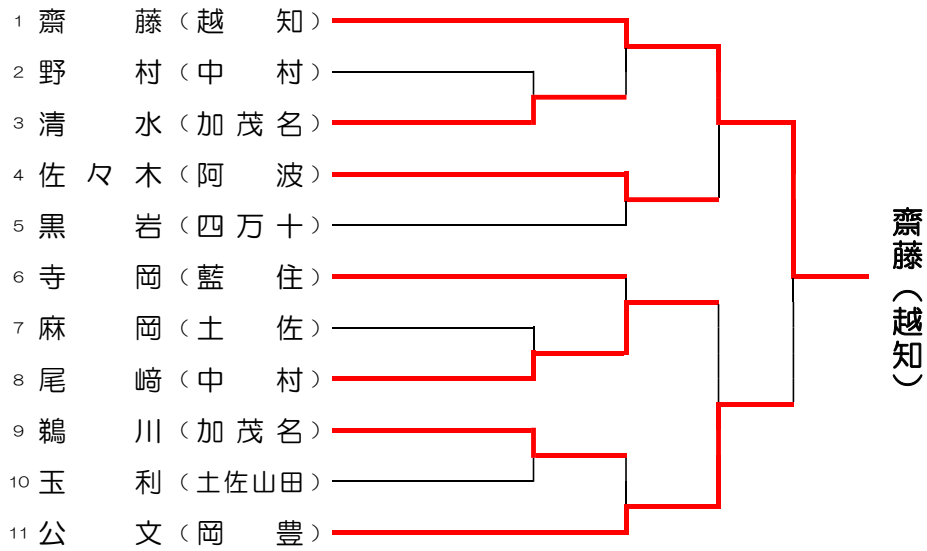 1 齋藤(越知)
2 野村(中村)
3 清水(加茂名)
4 佐々木(阿波)
5 黒岩(四万十)
6 寺岡(藍住)
7 麻岡(土佐)
8 尾﨑(中村)
9 鵜川(加茂名)
10 玉利(土佐山田)
11 公文(岡豊)
齋藤(越知)